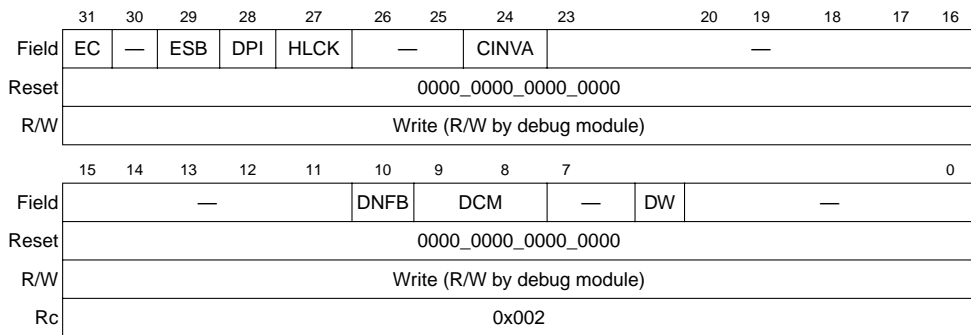 31 30 29 28 27 26 25 24 23 20 19 18 17 16
Field EC — ESB DPI HLCK — CINVA —
Reset 0000_0000_0000_0000
R/W Write (R/W by debug module)
15 14 13 12 11 10 9 8 7 0
Field — DNFB DCM — DW —
Reset 0000_0000_0000_0000
R/W Write (R/W by debug module)
Rc 0x002